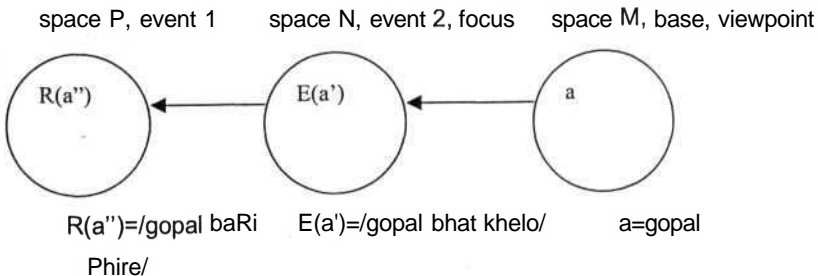 space P, event 1 space N, event 2, focus space M, base, viewpoint
R(a”) E(a’) a
R(a”)=/gopal baRi E(a')=/gopal bhat khelo/ a=gopal
Phire/